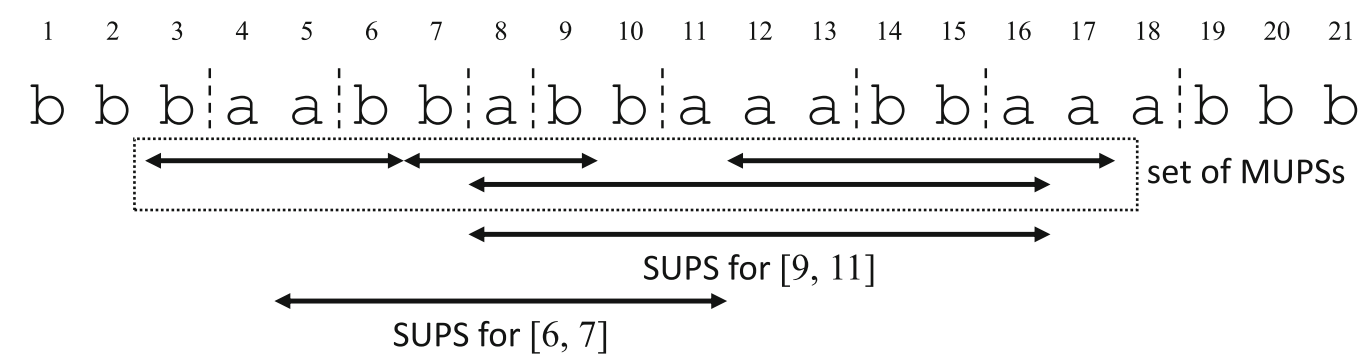 1 2 3 4 5 6 7 8 9 10 11 12 13 14 15 16 17 18 19 20 21
b b b a a b b a b b a a a b b a a a b b b
set of MUPSs
SUPS for [9, 11]
SUPS for [6, 7]